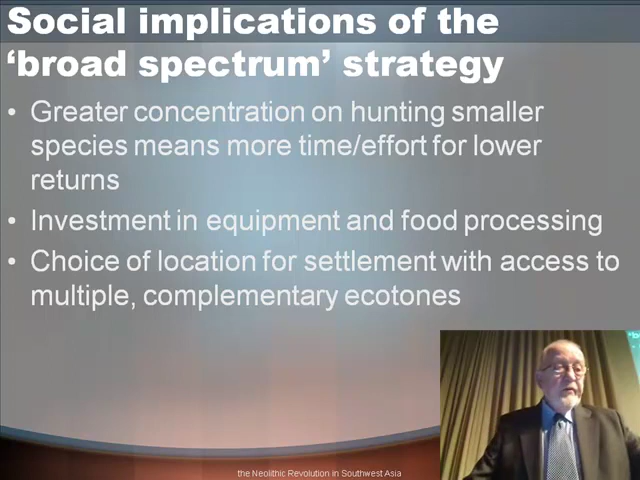 Social implications of the
‘broad spectrum’ strategy
• Greater concentration on hunting smaller
species means more time/effort for lower
returns
• Investment in equipment and food processing
• Choice of location for settlement with access to
multiple, complementary ecotones
the Neolithic Revolution in Southwest Asia